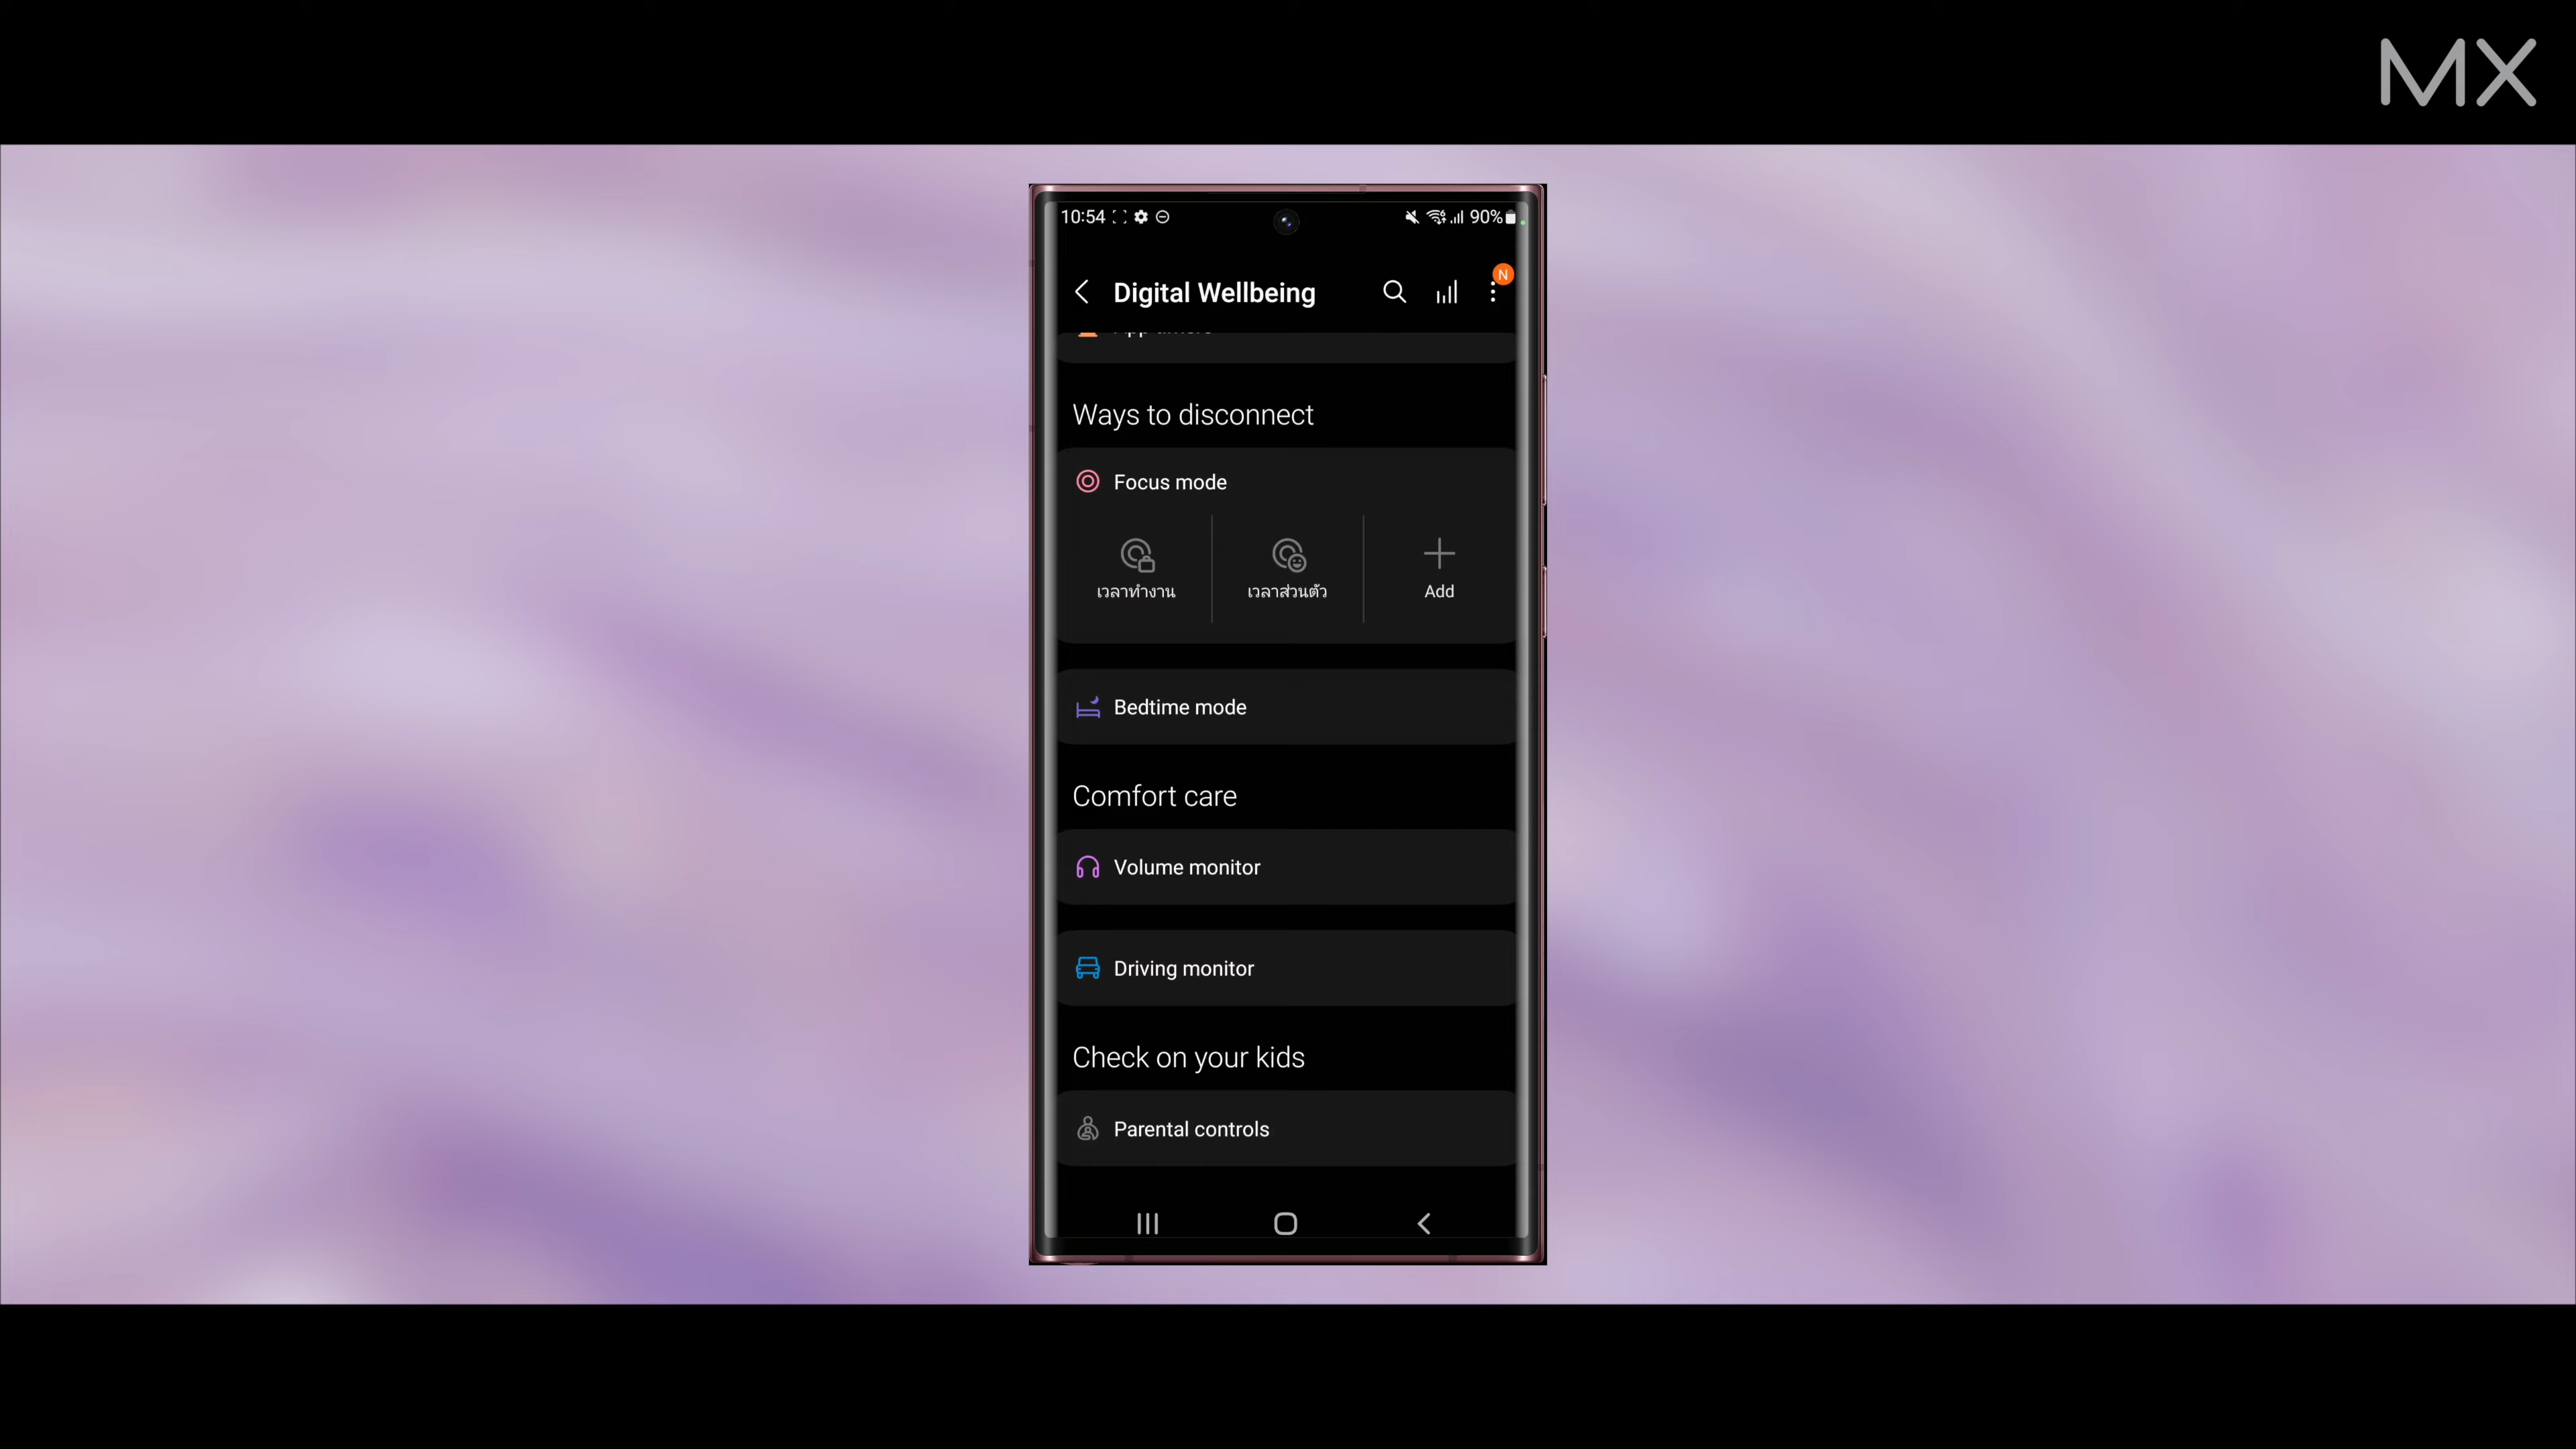 MX
10:54
90%
N
Digital Wellbeing
Ways to disconnect
Focus mode
เวลาทำงาน
เวลาส่วนตัว
Add
Bedtime mode
Comfort care
Volume monitor
Driving monitor
Check on your kids
Parental controls